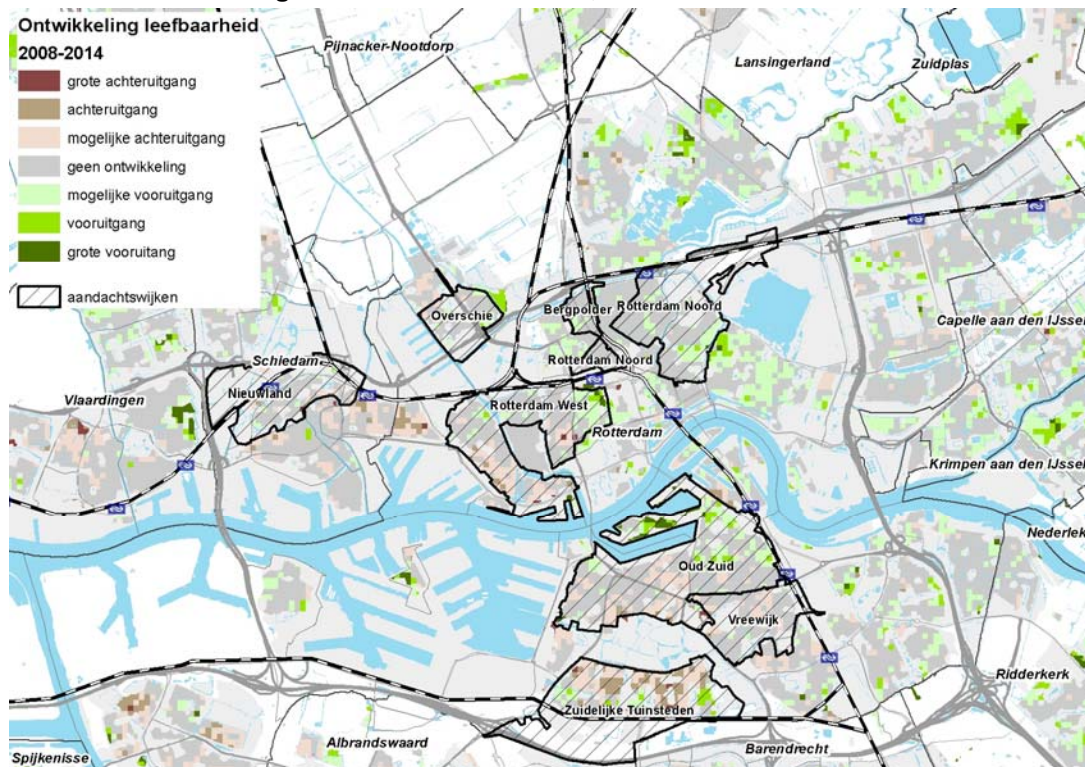 Ontwikkeling leefbaarheid
2008-2014
grote achteruitgang
achteruitgang
mogelijke achteruitgang
geen ontwikkeling
mogelijke vooruitgang
vooruitgang
grote vooruitang
aandachtswijken
Pijnacker-Nootdorp
Lansingerland
Zuidplas
Overschie
Bergpolder
Rotterdam Noord
Capelle aan den IJssel
Rotterdam Noord
Schiedam
Nieuwland
Vlaardingen
Rotterdam West
Rotterdam
Krimpen aan den IJssel
Nederlek
Oud Zuid
Vreewijk
Ridderkerk
Zuidelijke Tuinsteden
Albrandswaard
Barendrecht
Spijkenisse